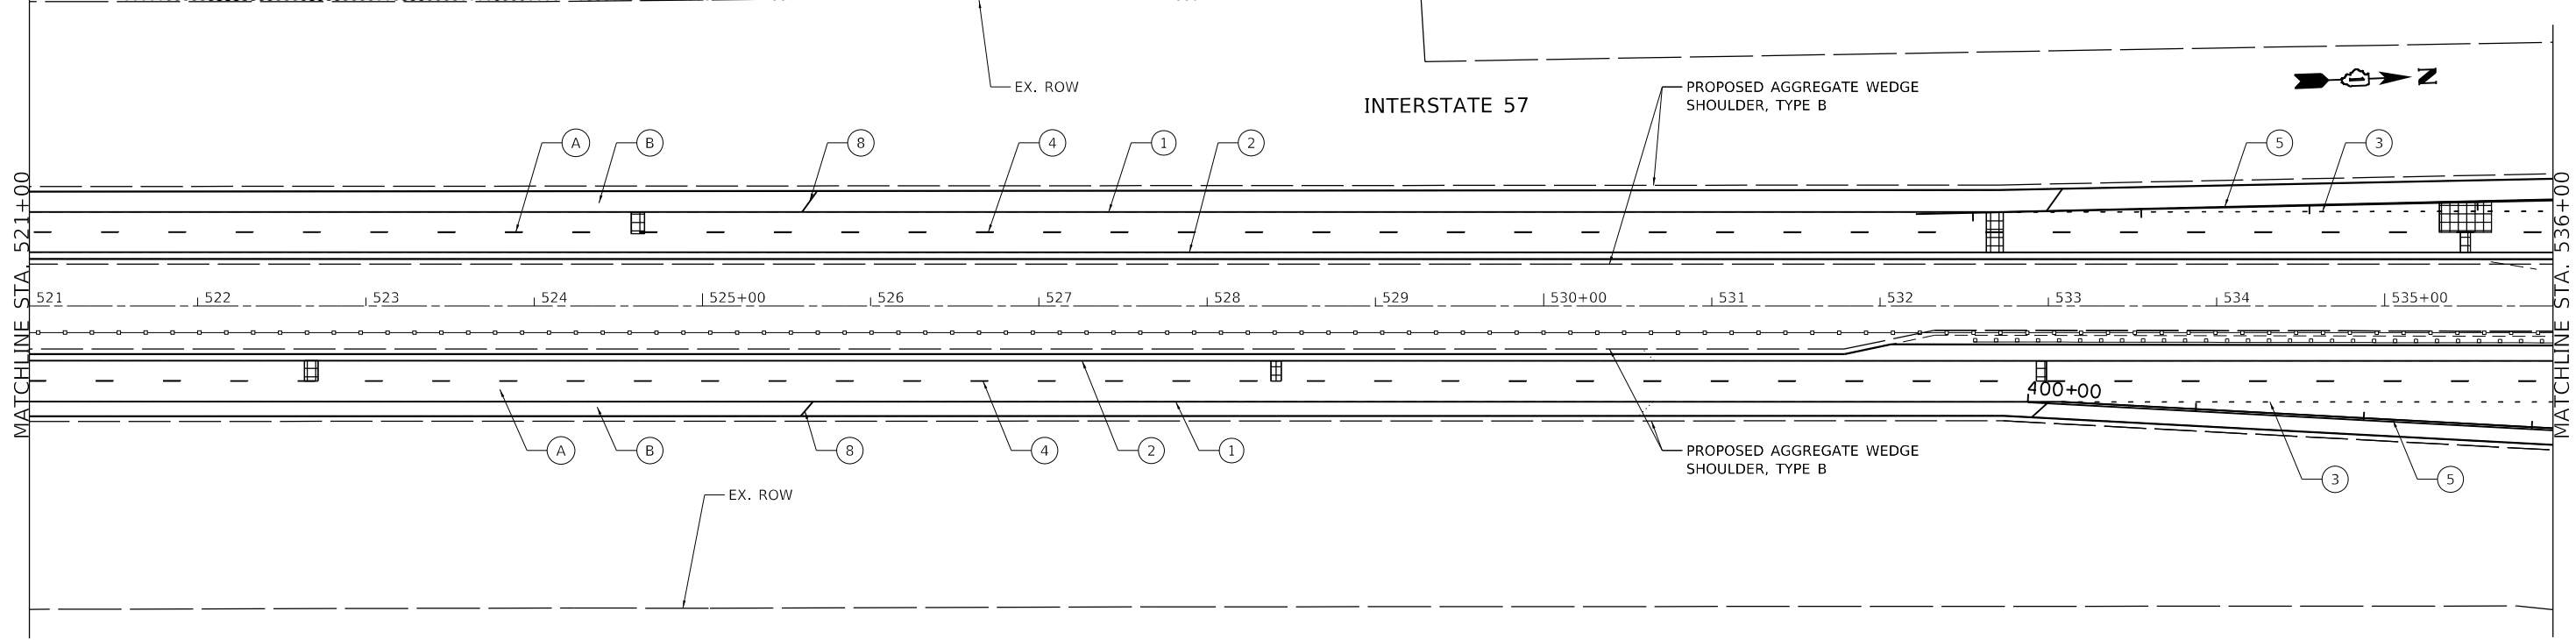 EX. ROW
INTERSTATE 57
PROPOSED AGGREGATE WEDGE
SHOULDER, TYPE B
N
A
B
8
4
1
2
5
3
MATCHLINE STA. 521+00
521
522
523
524
525+00
526
527
528
529
530+00
531
532
533
534
535+00
MATCHLINE STA. 536+00
400+00
A
B
8
4
2
1
PROPOSED AGGREGATE WEDGE
SHOULDER, TYPE B
3
5
EX. ROW